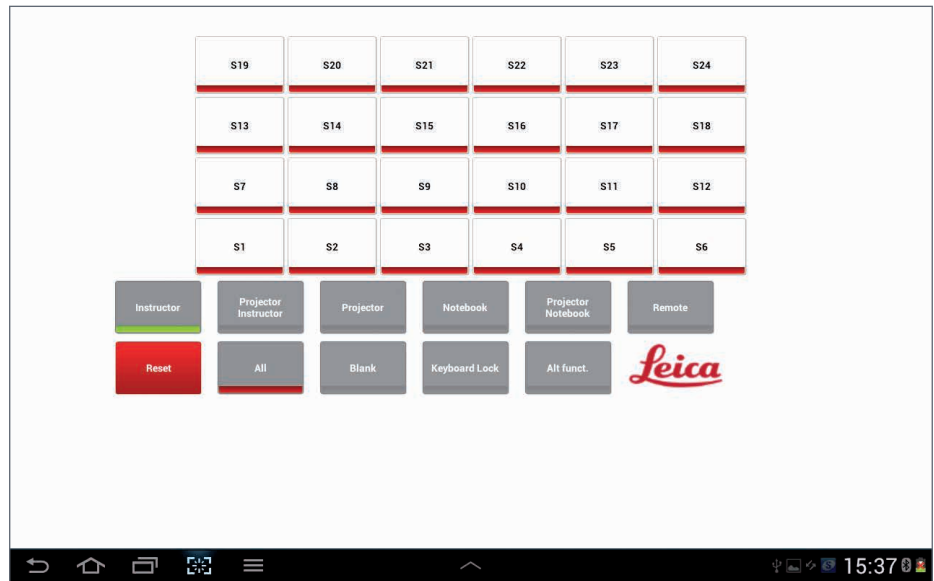 S19 S20 S21 S22 S23 S24
S13 S14 S15 S16 S17 S18
S7 S8 S9 S10 S11 S12
S1 S2 S3 S4 S5 S6
Instructor Projector Instructor Projector Notebook Projector Notebook Remote
Reset All Blank Keyboard Lock Alt funct. Leica
15:37